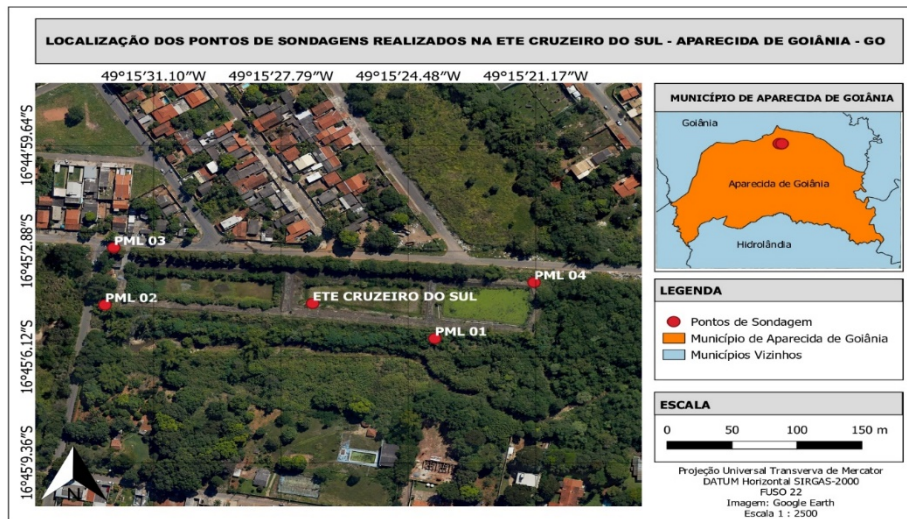 LOCALIZAÇÃO DOS PONTOS DE SONDAGENS REALIZADOS NA ETE CRUZEIRO DO SUL - APARECIDA DE GOIÂNIA - GO
49°15′31.10″W 49°15′27.79″W 49°15′24.48″W 49°15′21.17″W
16°44′59.64″S
16°45′2.88″S
16°45′6.12″S
16°45′9.36″S
PML 03
PML 04
PML 02
ETE CRUZEIRO DO SUL
PML 01
N
MUNICÍPIO DE APARECIDA DE GOIÂNIA
Goiânia
Aparecida de Goiânia
Hidrolândia
LEGENDA
Pontos de Sondagem
Município de Aparecida de Goiânia
Municípios Vizinhos
ESCALA
0 50 100 150 m
Projeção Universal Transverva de Mercator
DATUM Horizontal SIRGAS-2000
FUSO 22
Imagem: Google Earth
Escala 1 : 2500